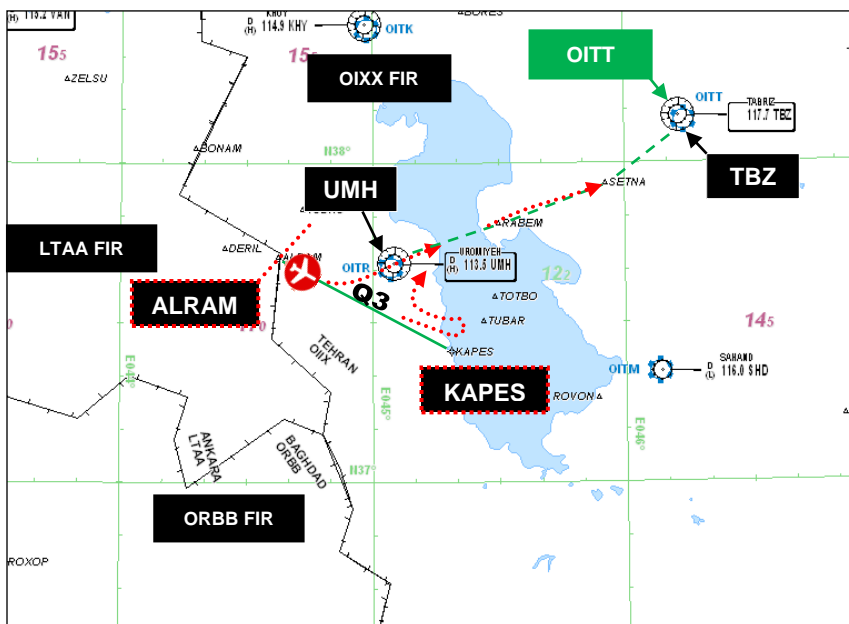 115.2 VAN
D
(H) 114.9 KHY
OITK
BORES
15₅
15₅
ZELSU
OIXX FIR
OITT
OITT
TABRIZ
117.7 TBZ
BONAM
N38°
UMH
TBZ
SETNA
RABEM
LTAA FIR
DERIL
OITR
UROMIYEH
D
(H) 113.5 UMH
12₂
ALRAM
Q3
TOTBO
TUBAR
14₅
TEHRAN
OIIX
KAPES
KAPES
E044°
E045°
OITM
SAHAND
D
(L) 116.0 SHD
ROVON
E046°
ANKARA
LTAA
BAGHDAD
ORBB
N37°
ORBB FIR
ROXOP